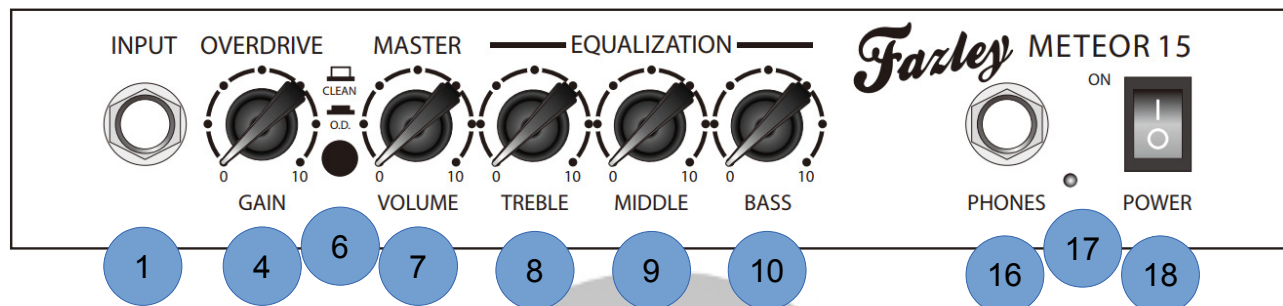 INPUT OVERDRIVE MASTER EQUALIZATION Fazley METEOR 15
CLEAN ON
O.D.
I
O
0 10 0 10 0 10 0 10 0 10
GAIN VOLUME TREBLE MIDDLE BASS PHONES POWER
1 4 6 7 8 9 10 16 17 18